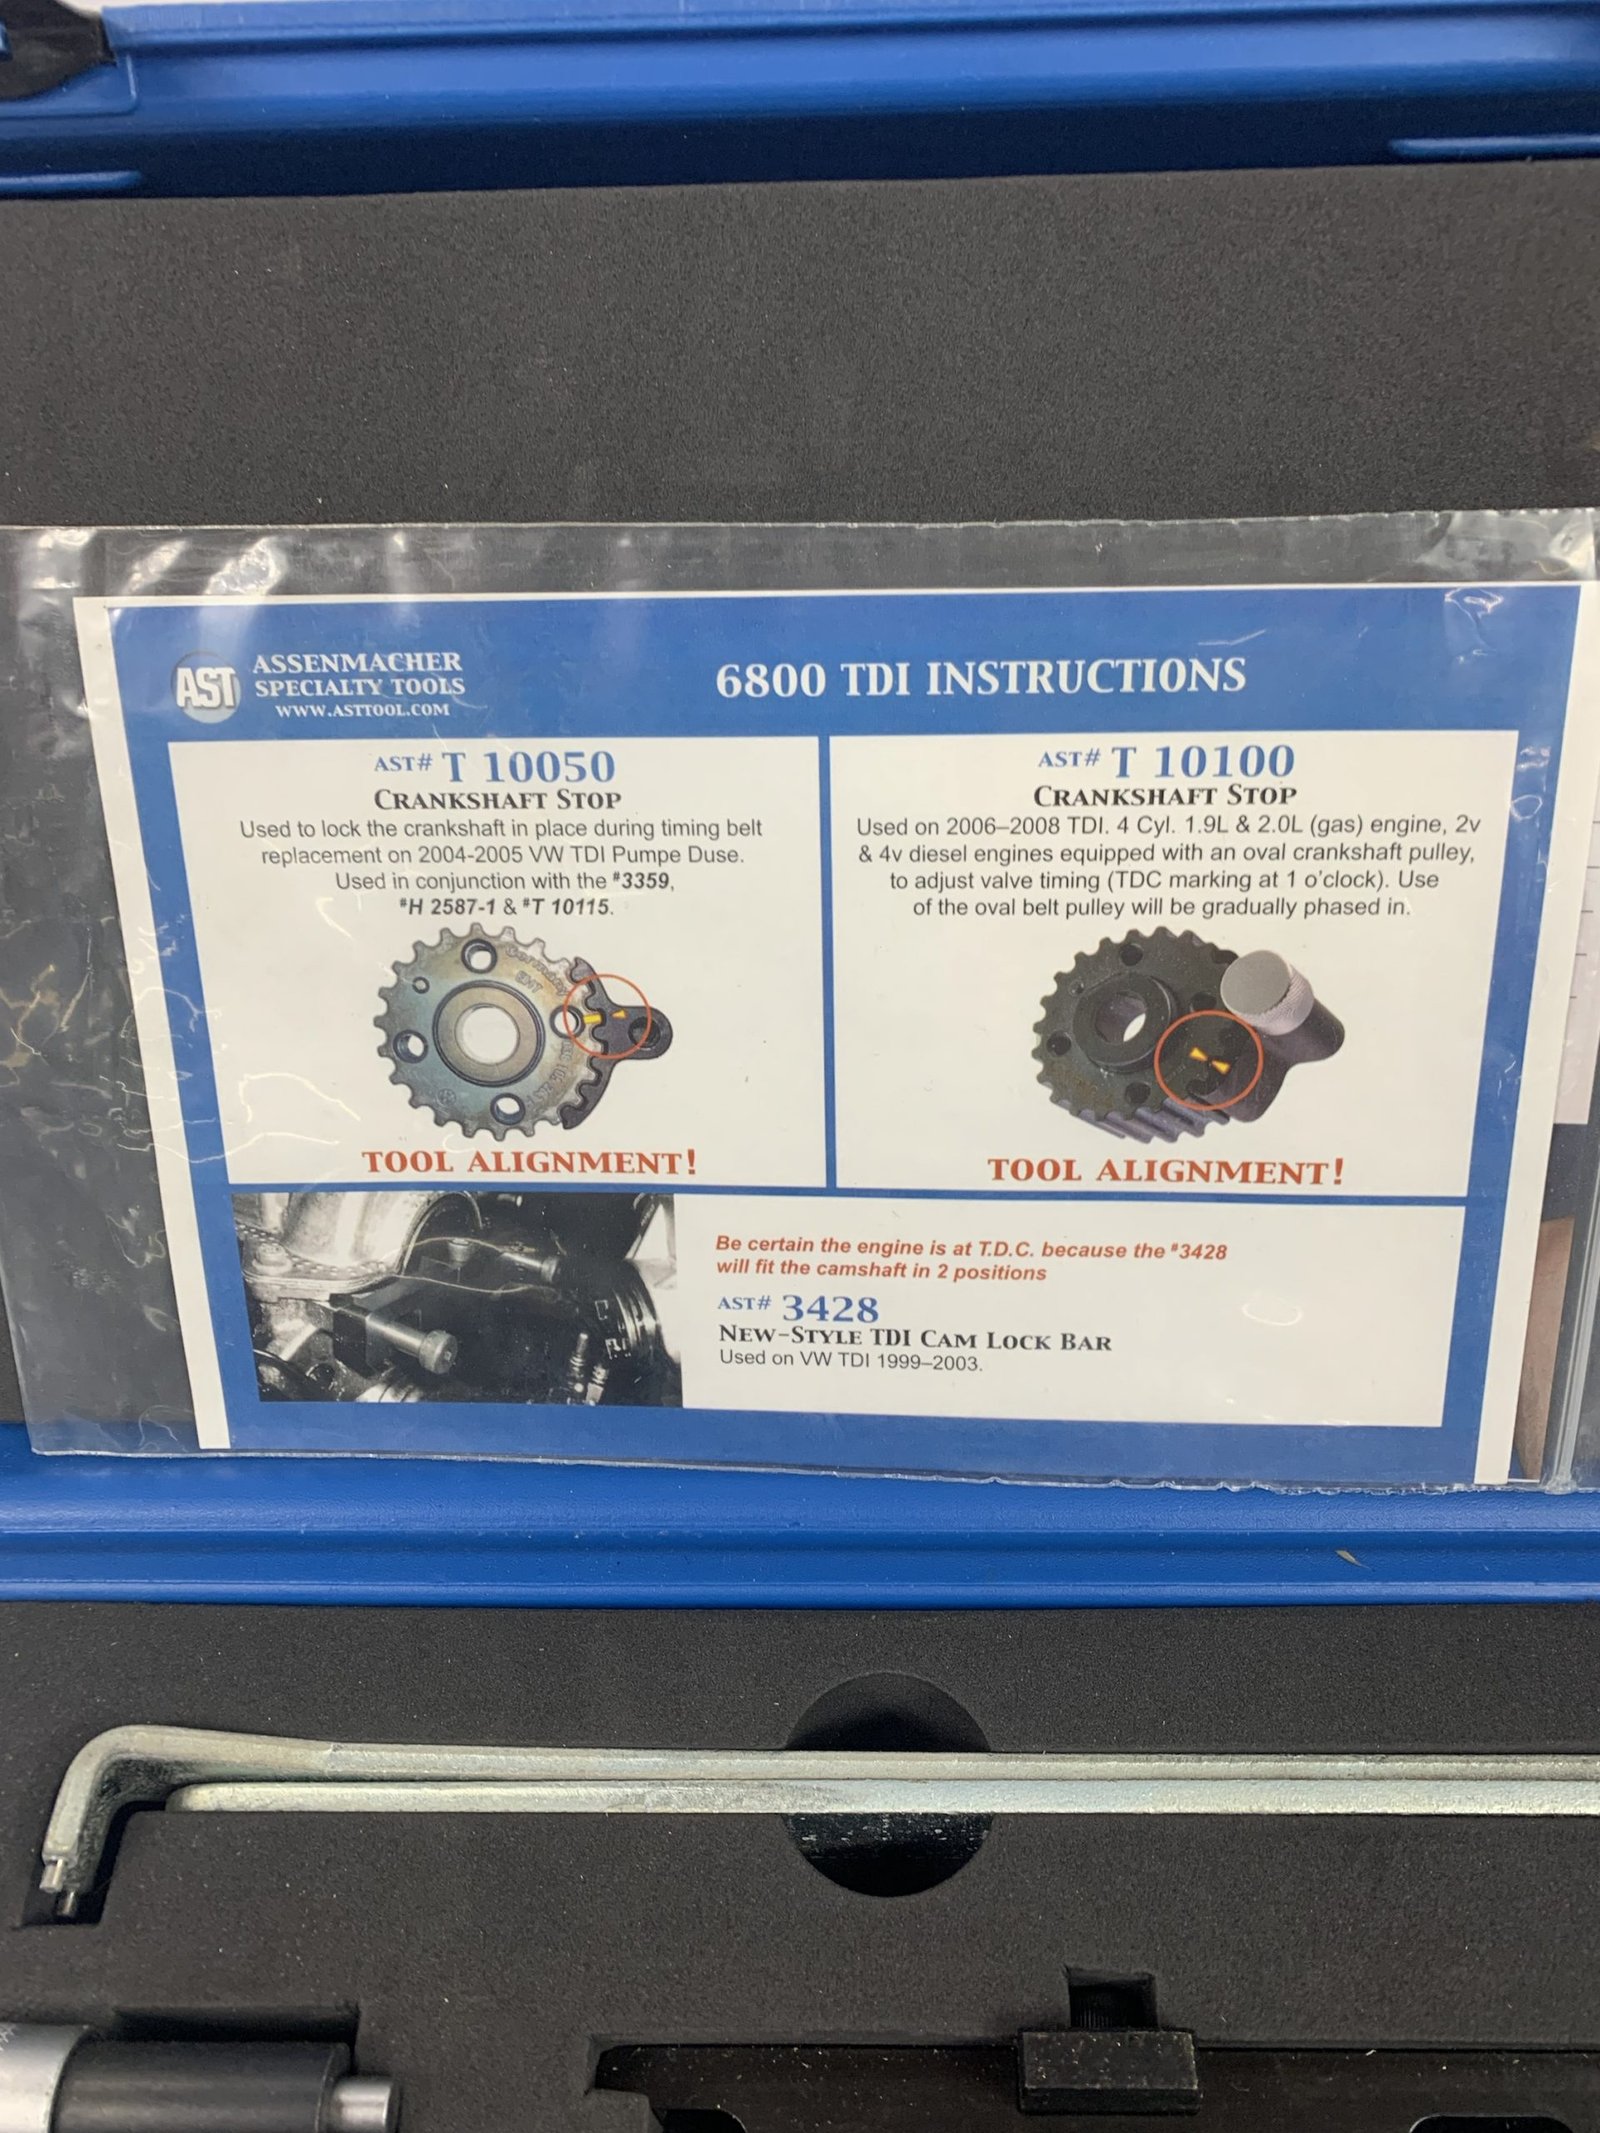 AST
ASSENMACHER
SPECIALTY TOOLS
WWW.ASTTOOL.COM
6800 TDI INSTRUCTIONS
AST# T 10050
CRANKSHAFT STOP
Used to lock the crankshaft in place during timing belt
replacement on 2004-2005 VW TDI Pumpe Duse.
Used in conjunction with the #3359,
#H 2587-1 & #T 10115.
Germany
TOOL ALIGNMENT!
AST# T 10100
CRANKSHAFT STOP
Used on 2006–2008 TDI. 4 Cyl. 1.9L & 2.0L (gas) engine, 2v
& 4v diesel engines equipped with an oval crankshaft pulley,
to adjust valve timing (TDC marking at 1 o'clock). Use
of the oval belt pulley will be gradually phased in.
TOOL ALIGNMENT!
Be certain the engine is at T.D.C. because the #3428
will fit the camshaft in 2 positions
AST# 3428
NEW-STYLE TDI CAM LOCK BAR
Used on VW TDI 1999–2003.